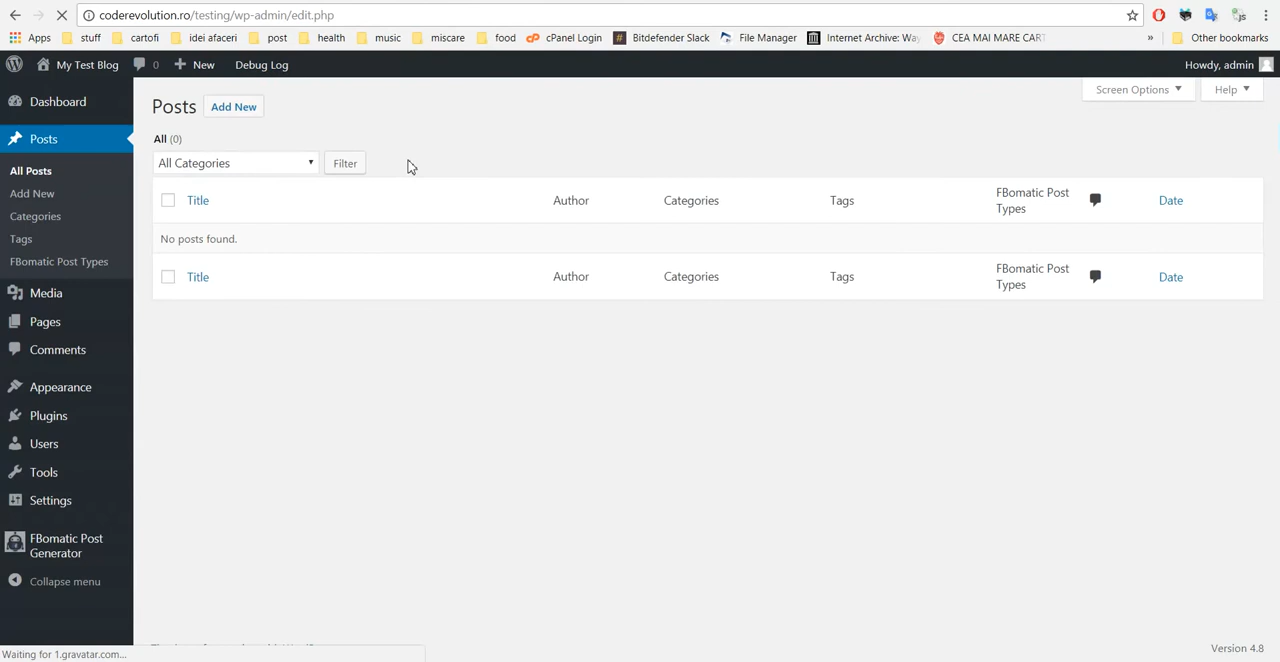 coderevolution.ro/testing/wp-admin/edit.php
Apps stuff cartofi idei afaceri post health music miscare food cPanel Login Bitdefender Slack File Manager Internet Archive: Way CEA MAI MARE CART » Other bookmarks
My Test Blog 0 New Debug Log Howdy, admin
Dashboard
Posts
All Posts
Add New
Categories
Tags
FBomatic Post Types
Media
Pages
Comments
Appearance
Plugins
Users
Tools
Settings
FBomatic Post
Generator
Collapse menu
Screen Options Help
Posts Add New
All (0)
All Categories Filter
Title Author Categories Tags FBomatic Post
Types Date
No posts found.
Title Author Categories Tags FBomatic Post
Types Date
Version 4.8
Waiting for 1.gravatar.com...